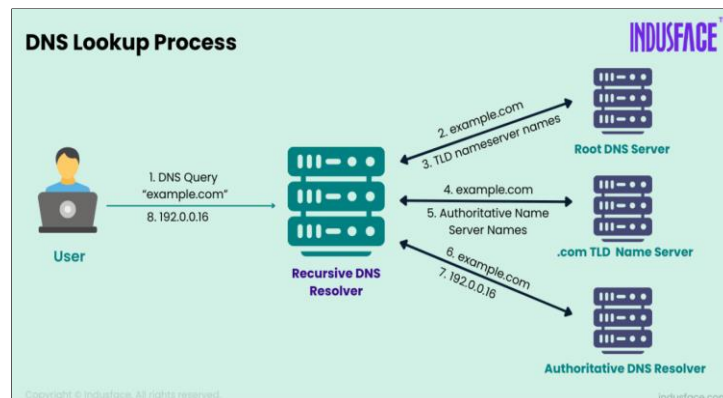 DNS Lookup Process
INDUSFACE
TM
1. DNS Query
"example.com"
8. 192.0.0.16
User
Recursive DNS
Resolver
2. example.com
3. TLD nameserver names
Root DNS Server
4. example.com
5. Authoritative Name
Server Names
.com TLD Name Server
6. example.com
7. 192.0.0.16
Authoritative DNS Resolver
Copyright © Indusface. All rights reserved.